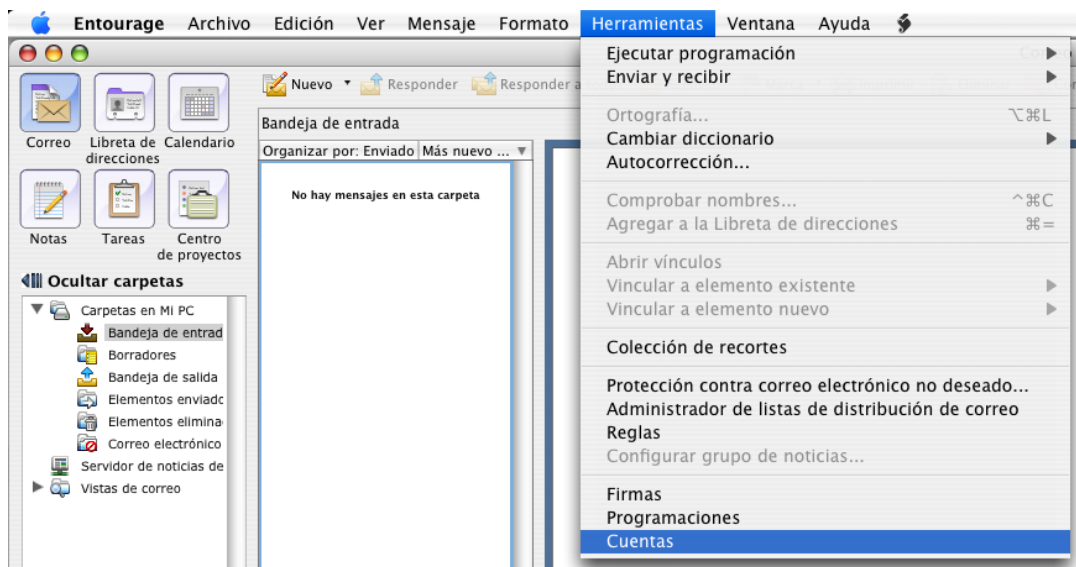 Entourage Archivo Edición Ver Mensaje Formato Herramientas Ventana Ayuda
Nuevo Responder Responder a
Correo
Libreta de direcciones
Calendario
Notas
Tareas
Centro de proyectos
Ocultar carpetas
Carpetas en Mi PC
Bandeja de entrad
Borradores
Bandeja de salida
Elementos enviado
Elementos elimina
Correo electrónico
Servidor de noticias de
Vistas de correo
Bandeja de entrada
Organizar por: Enviado Más nuevo ...
No hay mensajes en esta carpeta
Ejecutar programación
Enviar y recibir
Ortografía... ⌥⌘L
Cambiar diccionario
Autocorrección...
Comprobar nombres... ^⌘C
Agregar a la Libreta de direcciones ⌘=
Abrir vínculos
Vincular a elemento existente
Vincular a elemento nuevo
Colección de recortes
Protección contra correo electrónico no deseado...
Administrador de listas de distribución de correo
Reglas
Configurar grupo de noticias...
Firmas
Programaciones
Cuentas